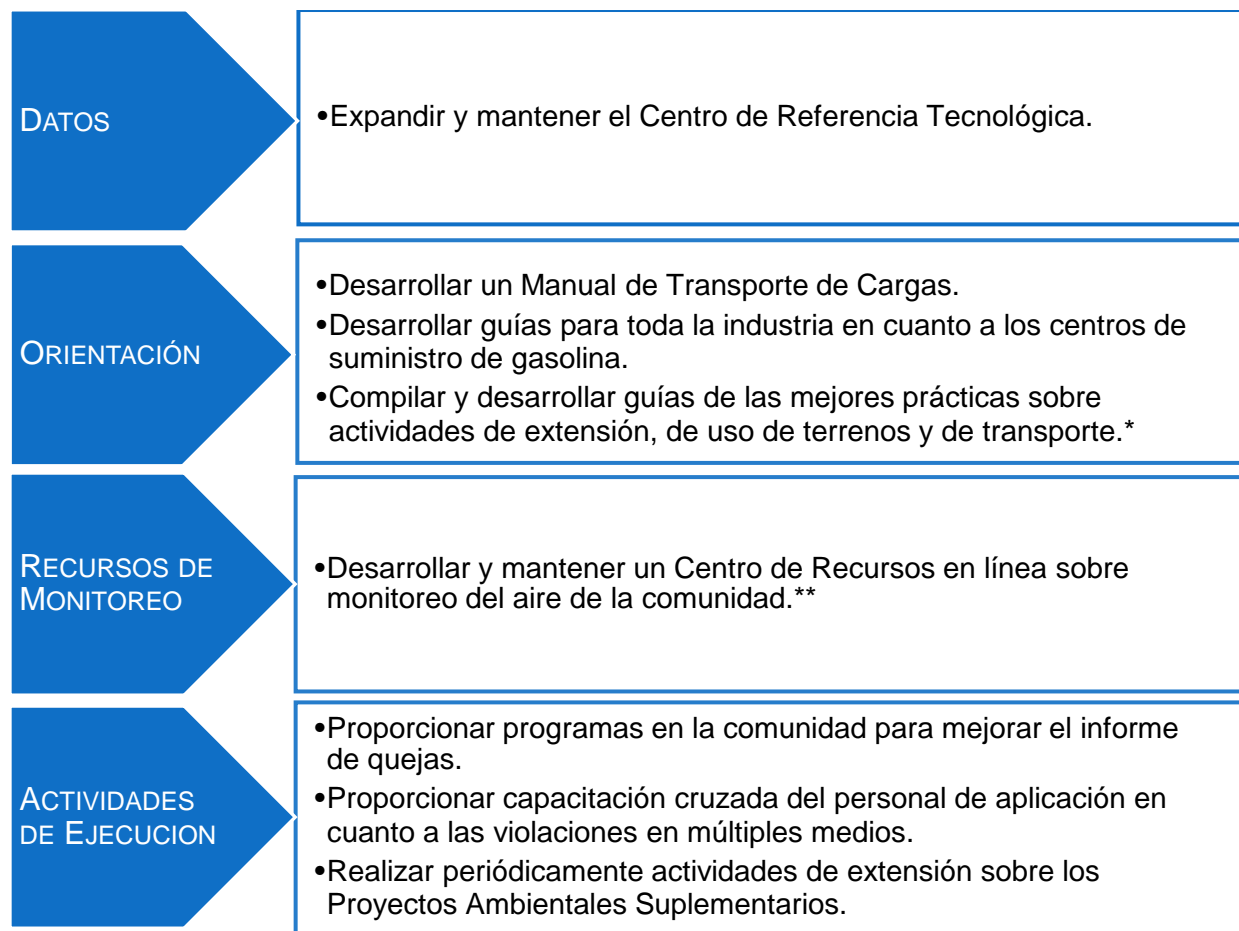 DATOS
•Expandir y mantener el Centro de Referencia Tecnológica.
ORIENTACIÓN
•Desarrollar un Manual de Transporte de Cargas.
•Desarrollar guías para toda la industria en cuanto a los centros de
suministro de gasolina.
•Compilar y desarrollar guías de las mejores prácticas sobre
actividades de extensión, de uso de terrenos y de transporte.*
RECURSOS DE
MONITOREO
•Desarrollar y mantener un Centro de Recursos en línea sobre
monitoreo del aire de la comunidad.**
ACTIVIDADES
DE EJECUCION
•Proporcionar programas en la comunidad para mejorar el informe
de quejas.
•Proporcionar capacitación cruzada del personal de aplicación en
cuanto a las violaciones en múltiples medios.
•Realizar periódicamente actividades de extensión sobre los
Proyectos Ambientales Suplementarios.